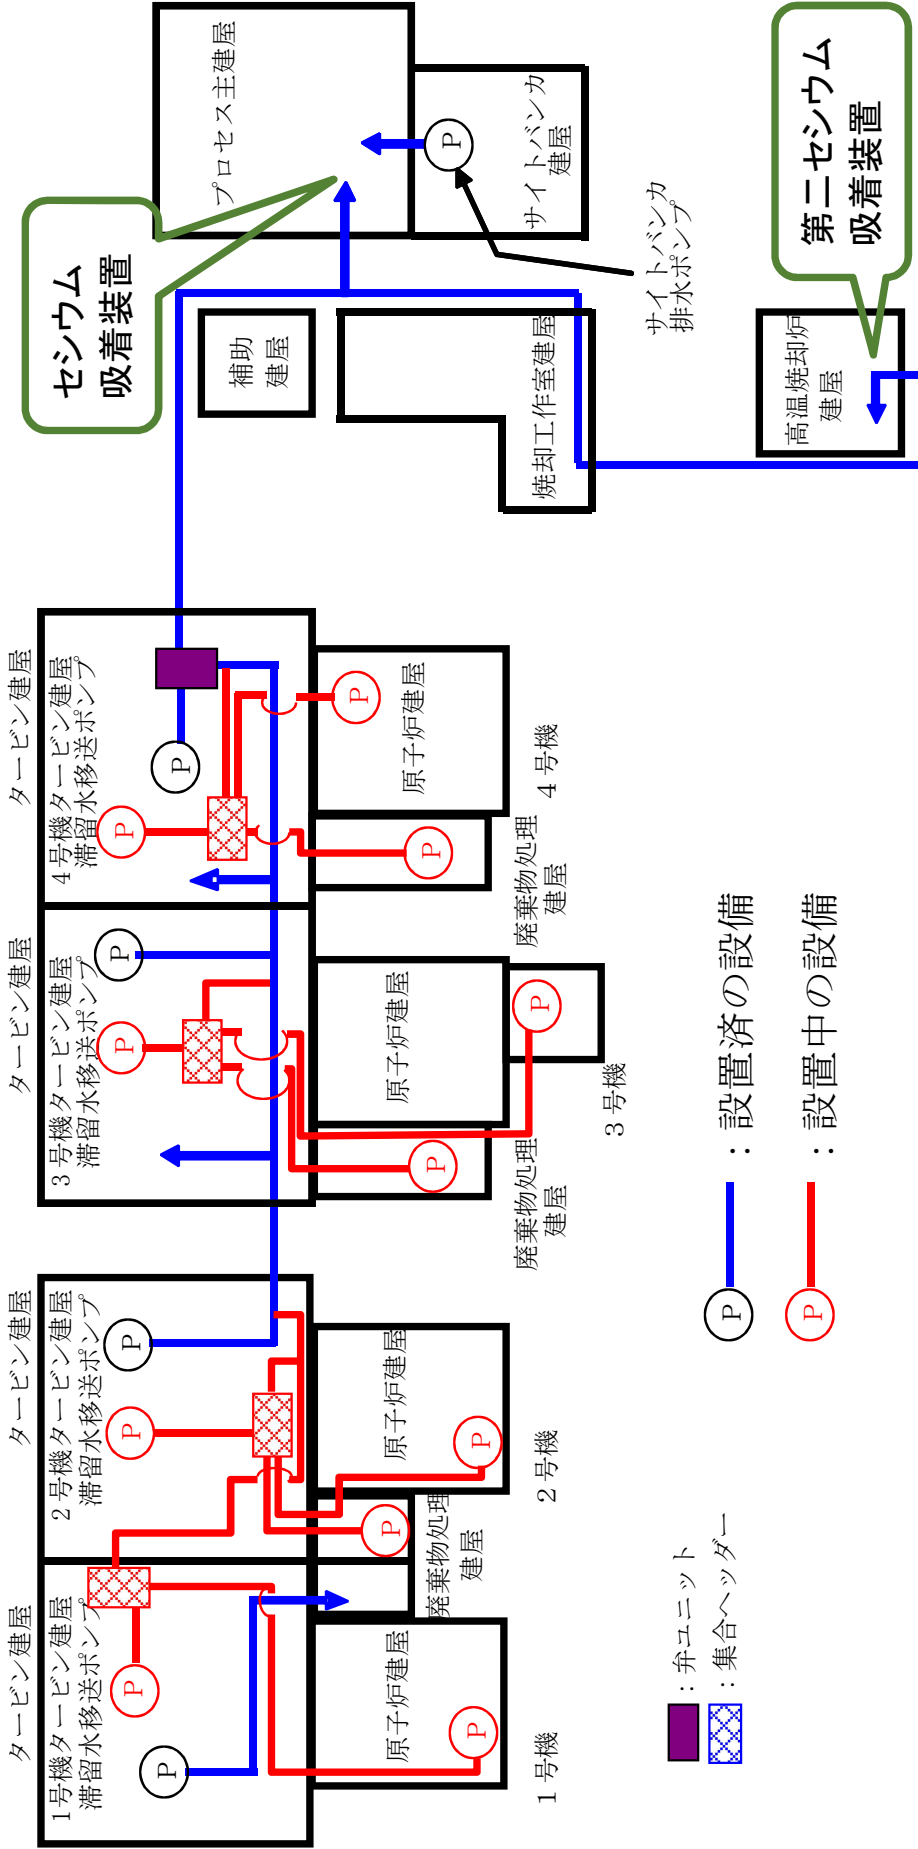 タービン建屋
1号機タービン建屋
滞留水移送ポンプ
P
P
原子炉建屋
P
1号機
タービン建屋
2号機タービン建屋
滞留水移送ポンプ
P
P
廃棄物処理
建屋
P
原子炉建屋
P
2号機
タービン建屋
3号機タービン建屋
滞留水移送ポンプ
P
P
廃棄物処理
建屋
P
原子炉建屋
P
3号機
タービン建屋
4号機タービン建屋
滞留水移送ポンプ
P
P
廃棄物処理
建屋
P
原子炉建屋
P
4号機
セシウム
吸着装置
補助
建屋
焼却工作室建屋
プロセス主建屋
サイトバンカ
建屋
P
サイトバンカ
排水ポンプ
第二セシウム
吸着装置
高温焼却炉
建屋
：弁ユニット
：集合ヘッダー
P ：設置済の設備
P ：設置中の設備